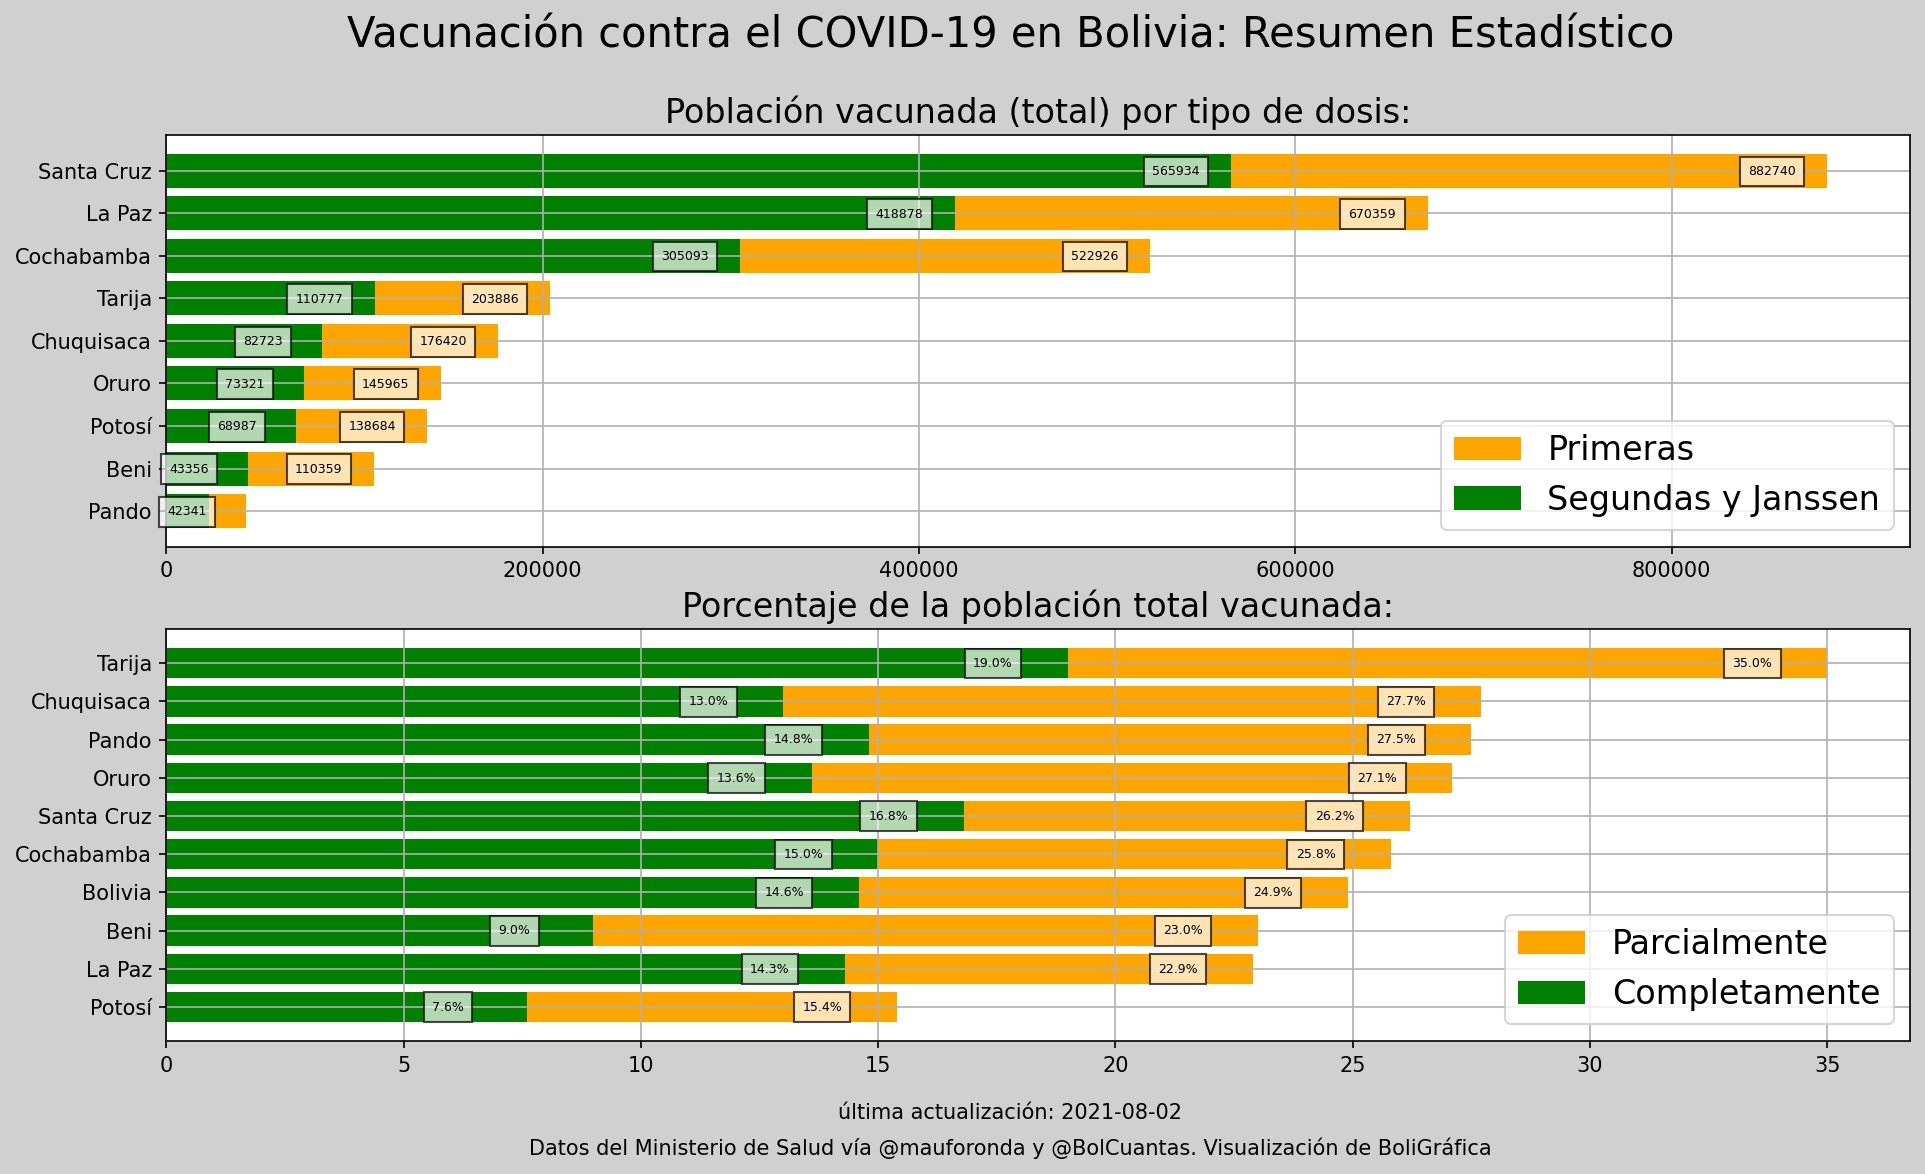 Vacunación contra el COVID-19 en Bolivia: Resumen Estadístico
Población vacunada (total) por tipo de dosis:
Santa Cruz 565934 882740
La Paz 418878 670359
Cochabamba 305093 522926
Tarija 110777 203886
Chuquisaca 82723 176420
Oruro 73321 145965
Potosí 68987 138684
Beni 43356 110359
Pando 42341
Primeras
Segundas y Janssen
0 200000 400000 600000 800000
Porcentaje de la población total vacunada:
Tarija 19.0% 35.0%
Chuquisaca 13.0% 27.7%
Pando 14.8% 27.5%
Oruro 13.6% 27.1%
Santa Cruz 16.8% 26.2%
Cochabamba 15.0% 25.8%
Bolivia 14.6% 24.9%
Beni 9.0% 23.0%
La Paz 14.3% 22.9%
Potosí 7.6% 15.4%
Parcialmente
Completamente
0 5 10 15 20 25 30 35
última actualización: 2021-08-02
Datos del Ministerio de Salud vía @mauforonda y @BolCuantas. Visualización de BoliGráfica